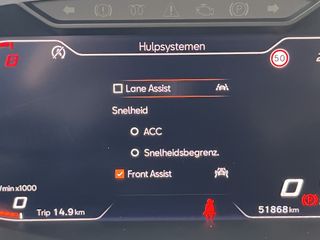 Hulpsystemen
50
Lane Assist
Snelheid
ACC
Snelheidsbegrenz.
Front Assist
/min x1000
0
Trip 14.9 km
51868 km